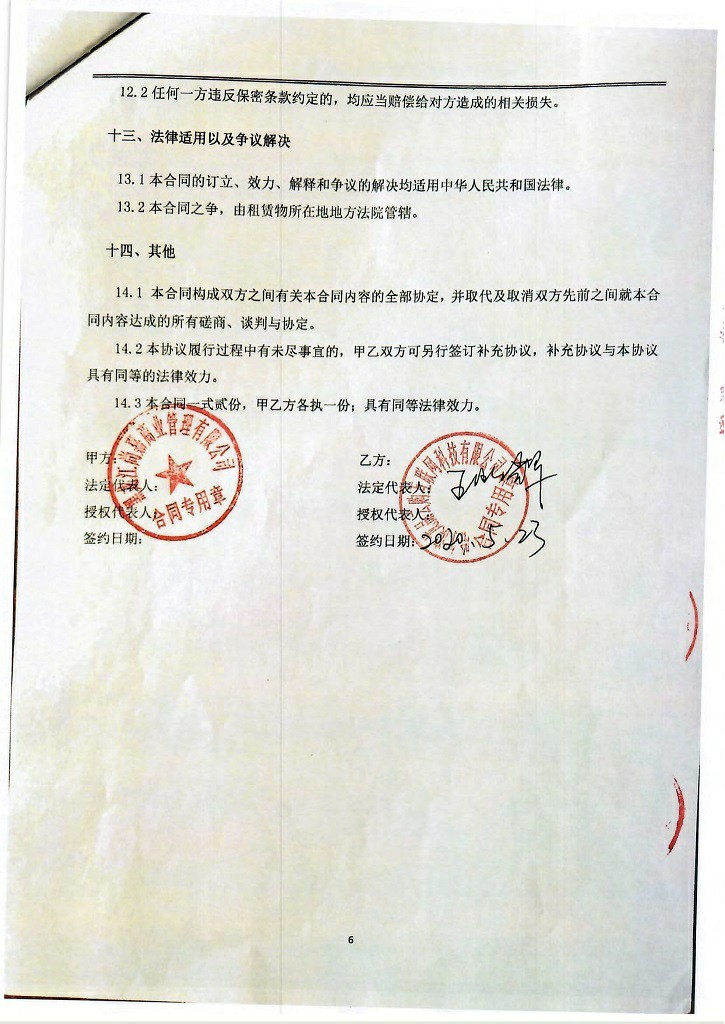 12.2 任何一方违反保密条款约定的，均应当赔偿给对方造成的相关损失。
十三、法律适用以及争议解决
13.1 本合同的订立、效力、解释和争议的解决均适用中华人民共和国法律。
13.2 本合同之争，由租赁物所在地地方法院管辖。
十四、其他
14.1 本合同构成双方之间有关本合同内容的全部协定，并取代及取消双方先前之间就本合
同内容达成的所有磋商、谈判与协定。
14.2 本协议履行过程中有未尽事宜的，甲乙双方可另行签订补充协议，补充协议与本协议
具有同等的法律效力。
14.3 本合同一式贰份，甲乙方各执一份；具有同等法律效力。
甲方：
乙方：
法定代表人：
法定代表人：
授权代表人：
授权代表人：
签约日期：
签约日期：2020.5.23
江尚磊商业管理有限公司
合同专用章
联网科技有限公司
合同专用
6